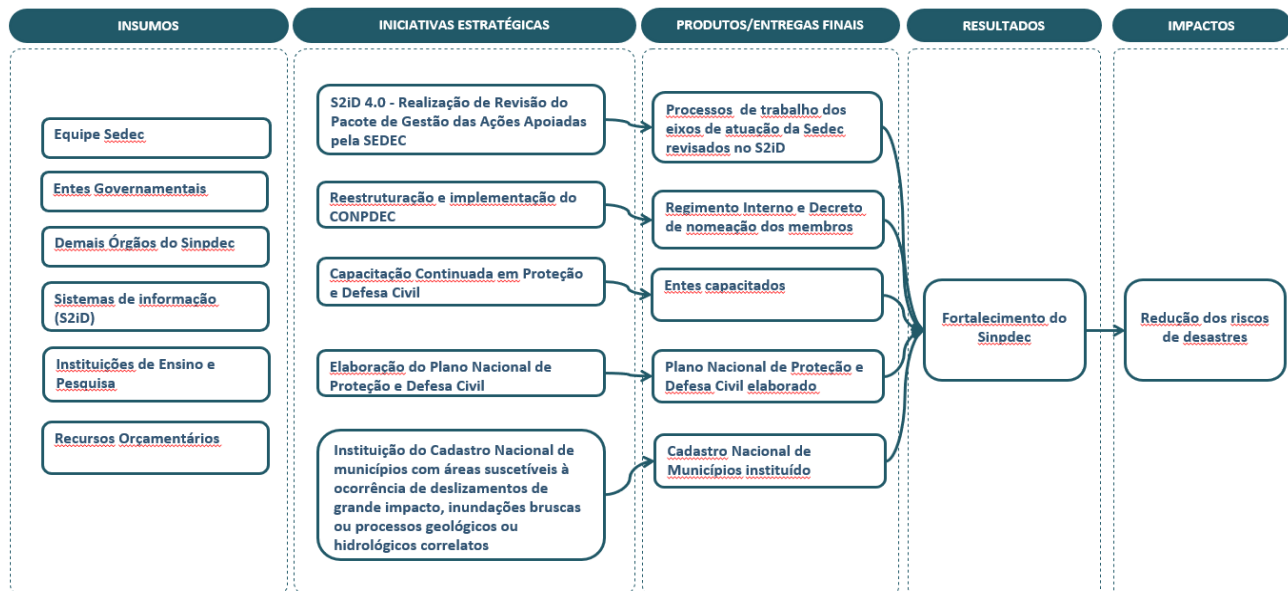 INSUMOS
INICIATIVAS ESTRATÉGICAS
PRODUTOS/ENTREGAS FINAIS
RESULTADOS
IMPACTOS
Equipe Sedec
Entes Governamentais
Demais Órgãos do Sinpdec
Sistemas de informação
(S2iD)
Instituições de Ensino e
Pesquisa
Recursos Orçamentários
S2iD 4.0 - Realização de Revisão do
Pacote de Gestão das Ações Apoiadas
pela SEDEC
Reestruturação e implementação do
CONPDEC
Capacitação Continuada em Proteção
e Defesa Civil
Elaboração do Plano Nacional de
Proteção e Defesa Civil
Instituição do Cadastro Nacional de
municípios com áreas suscetíveis à
ocorrência de deslizamentos de
grande impacto, inundações bruscas
ou processos geológicos ou
hidrológicos correlatos
Processos de trabalho dos
eixos de atuação da Sedec
revisados no S2iD
Regimento Interno e Decreto
de nomeação dos membros
Entes capacitados
Plano Nacional de Proteção e
Defesa Civil elaborado
Cadastro Nacional de
Municípios instituído
Fortalecimento do
Sinpdec
Redução dos riscos
de desastres